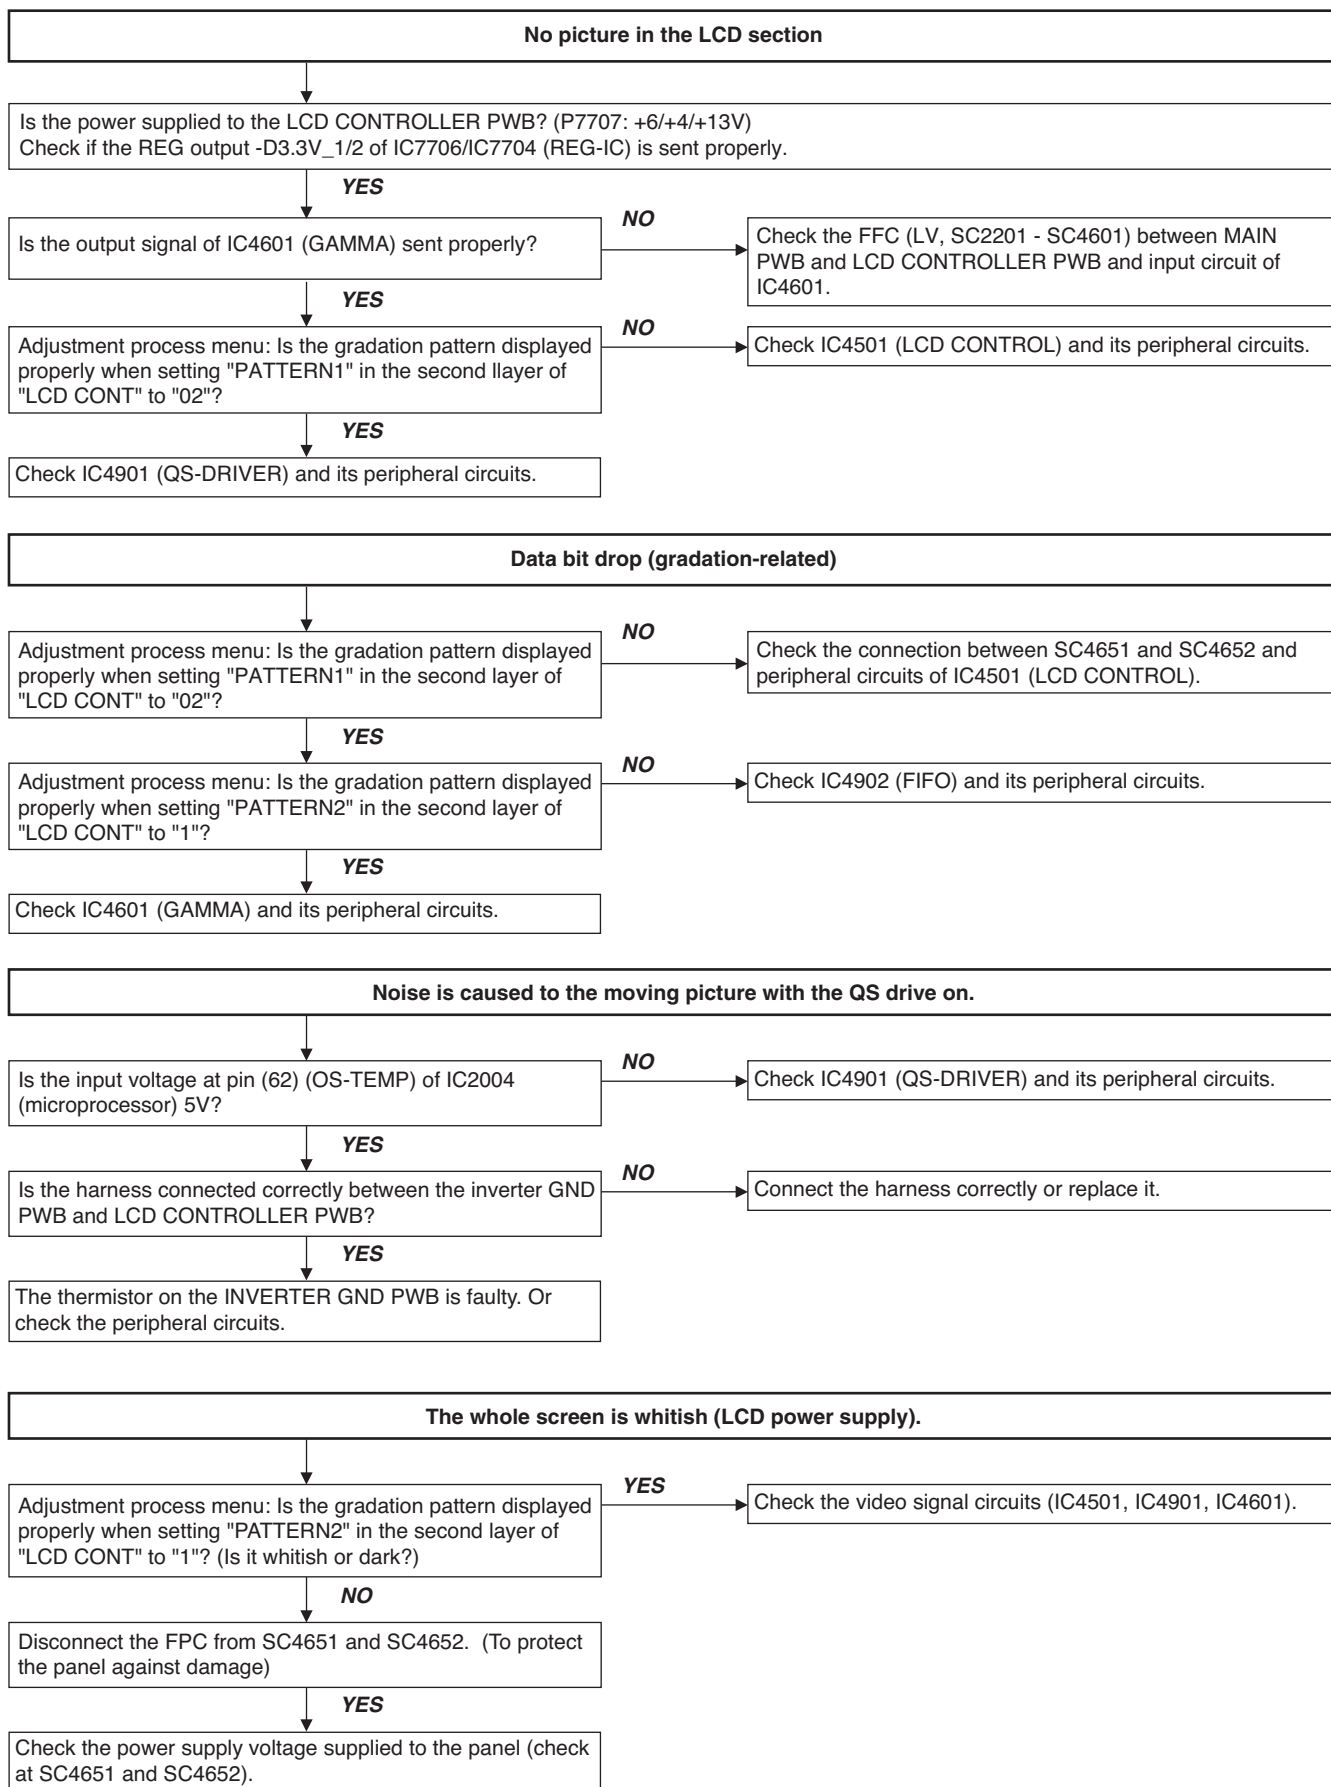 No picture in the LCD section
Is the power supplied to the LCD CONTROLLER PWB? (P7707: +6/+4/+13V)
Check if the REG output -D3.3V_1/2 of IC7706/IC7704 (REG-IC) is sent properly.
YES
Is the output signal of IC4601 (GAMMA) sent properly?
NO
Check the FFC (LV, SC2201 - SC4601) between MAIN
PWB and LCD CONTROLLER PWB and input circuit of
IC4601.
YES
Adjustment process menu: Is the gradation pattern displayed
properly when setting "PATTERN1" in the second llayer of
"LCD CONT" to "02"?
NO
Check IC4501 (LCD CONTROL) and its peripheral circuits.
YES
Check IC4901 (QS-DRIVER) and its peripheral circuits.
Data bit drop (gradation-related)
Adjustment process menu: Is the gradation pattern displayed
properly when setting "PATTERN1" in the second layer of
"LCD CONT" to "02"?
NO
Check the connection between SC4651 and SC4652 and
peripheral circuits of IC4501 (LCD CONTROL).
YES
Adjustment process menu: Is the gradation pattern displayed
properly when setting "PATTERN2" in the second layer of
"LCD CONT" to "1"?
NO
Check IC4902 (FIFO) and its peripheral circuits.
YES
Check IC4601 (GAMMA) and its peripheral circuits.
Noise is caused to the moving picture with the QS drive on.
Is the input voltage at pin (62) (OS-TEMP) of IC2004
(microprocessor) 5V?
NO
Check IC4901 (QS-DRIVER) and its peripheral circuits.
YES
Is the harness connected correctly between the inverter GND
PWB and LCD CONTROLLER PWB?
NO
Connect the harness correctly or replace it.
YES
The thermistor on the INVERTER GND PWB is faulty. Or
check the peripheral circuits.
The whole screen is whitish (LCD power supply).
Adjustment process menu: Is the gradation pattern displayed
properly when setting "PATTERN2" in the second layer of
"LCD CONT" to "1"? (Is it whitish or dark?)
YES
Check the video signal circuits (IC4501, IC4901, IC4601).
NO
Disconnect the FPC from SC4651 and SC4652.  (To protect
the panel against damage)
YES
Check the power supply voltage supplied to the panel (check
at SC4651 and SC4652).